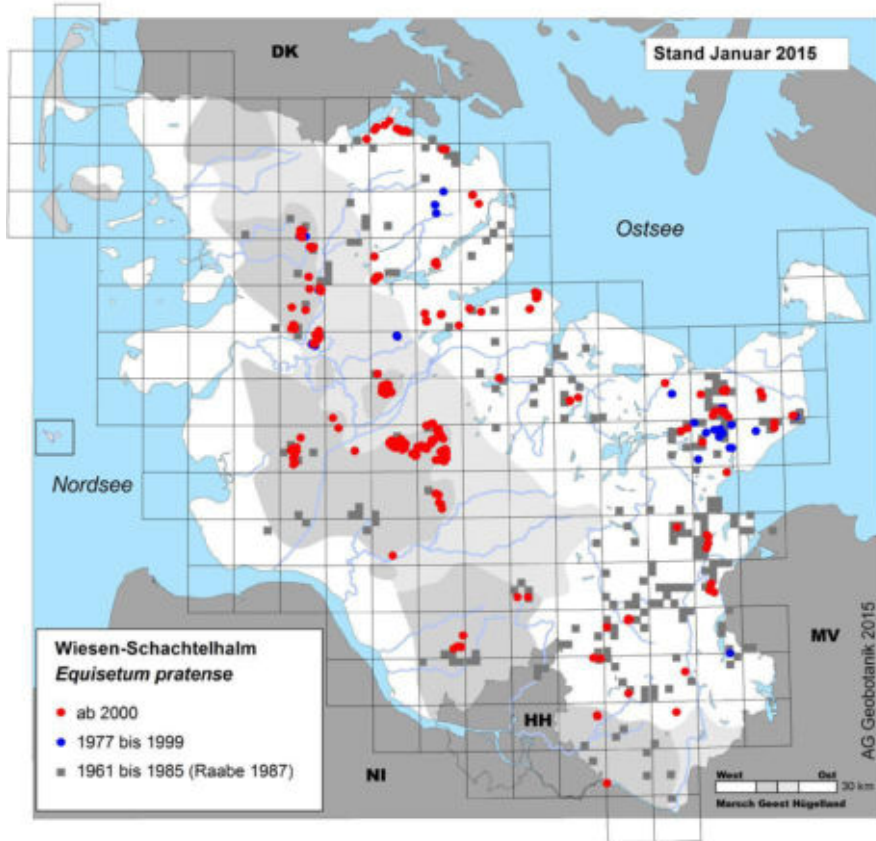 DK
Stand Januar 2015
Ostsee
Nordsee
Wiesen-Schachtelhalm
Equisetum pratense
ab 2000
1977 bis 1999
1961 bis 1985 (Raabe 1987)
MV
HH
NI
AG Geobotanik 2015
West Ost
30 km
Marsch Geest Hügelland